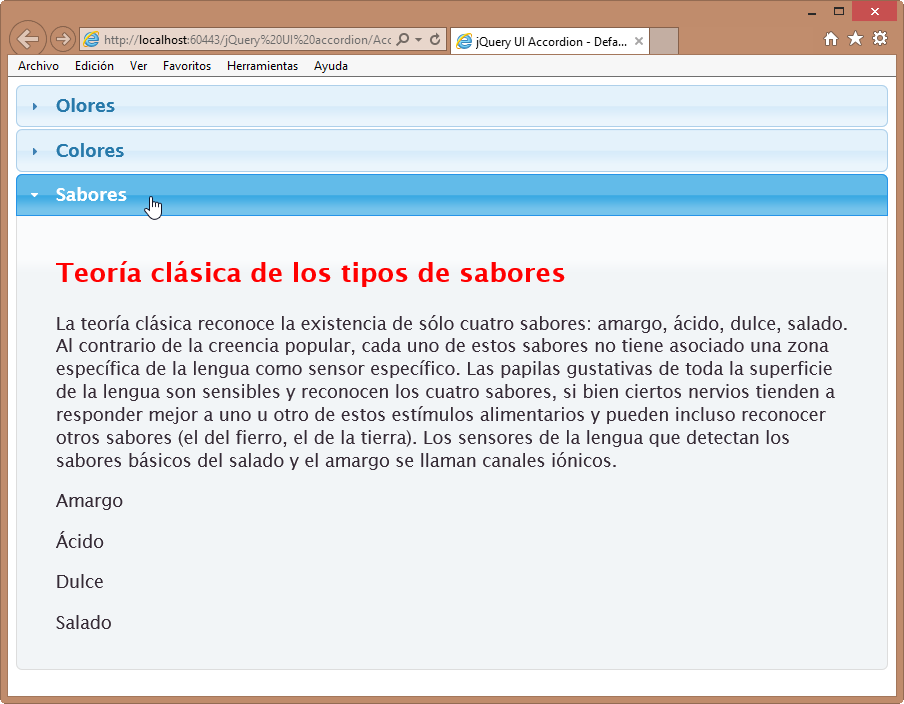 http://localhost:60443/jQuery%20UI%20accordion/Acc
jQuery UI Accordion - Defa...
Archivo Edición Ver Favoritos Herramientas Ayuda
Olores
Colores
Sabores
Teoría clásica de los tipos de sabores
La teoría clásica reconoce la existencia de sólo cuatro sabores: amargo, ácido, dulce, salado.
Al contrario de la creencia popular, cada uno de estos sabores no tiene asociado una zona
específica de la lengua como sensor específico. Las papilas gustativas de toda la superficie
de la lengua son sensibles y reconocen los cuatro sabores, si bien ciertos nervios tienden a
responder mejor a uno u otro de estos estímulos alimentarios y pueden incluso reconocer
otros sabores (el del fierro, el de la tierra). Los sensores de la lengua que detectan los
sabores básicos del salado y el amargo se llaman canales iónicos.
Amargo
Ácido
Dulce
Salado